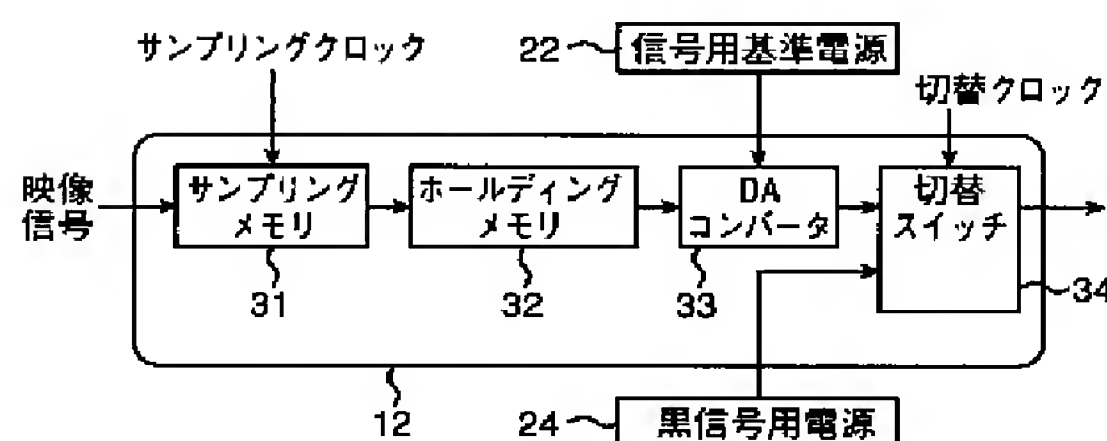 サンプリングクロック
22
信号用基準電源
切替クロック
映像
信号
サンプリング
メモリ
ホールディング
メモリ
DA
コンバータ
切替
スイッチ
31
32
33
34
12
24
黒信号用電源